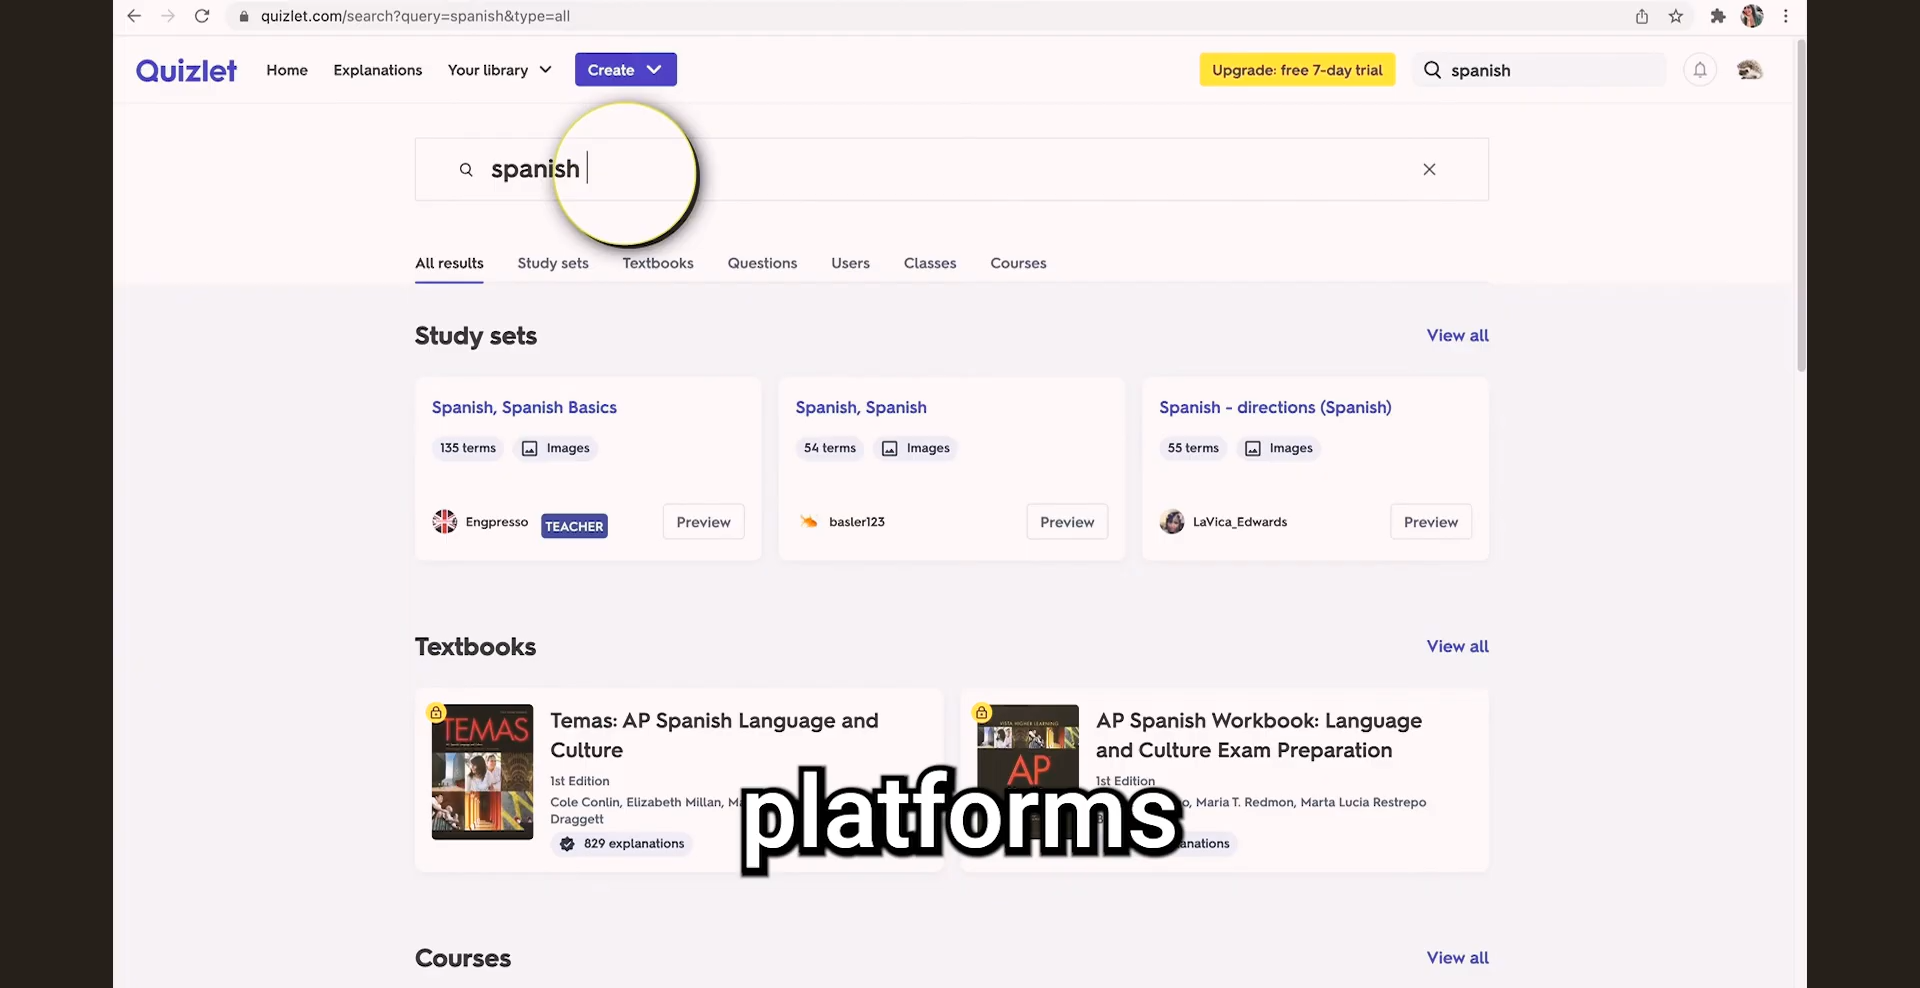 quizlet.com/search?query=spanish&type=all
Quizlet Home Explanations Your library Create Upgrade: free 7-day trial spanish
spanish
All results Study sets Textbooks Questions Users Classes Courses
Study sets View all
Spanish, Spanish Basics
135 terms Images
Engpresso TEACHER Preview
Spanish, Spanish
54 terms Images
basler123 Preview
Spanish - directions (Spanish)
55 terms Images
LaVica_Edwards Preview
Textbooks View all
TEMAS
Temas: AP Spanish Language and
Culture
1st Edition
Cole Conlin, Elizabeth Millan,
Draggett
829 explanations
VISTA HIGHER LEARNING
AP
AP Spanish Workbook: Language
and Culture Exam Preparation
1st Edition
Maria T. Redmon, Marta Lucia Restrepo
platforms
Courses View all